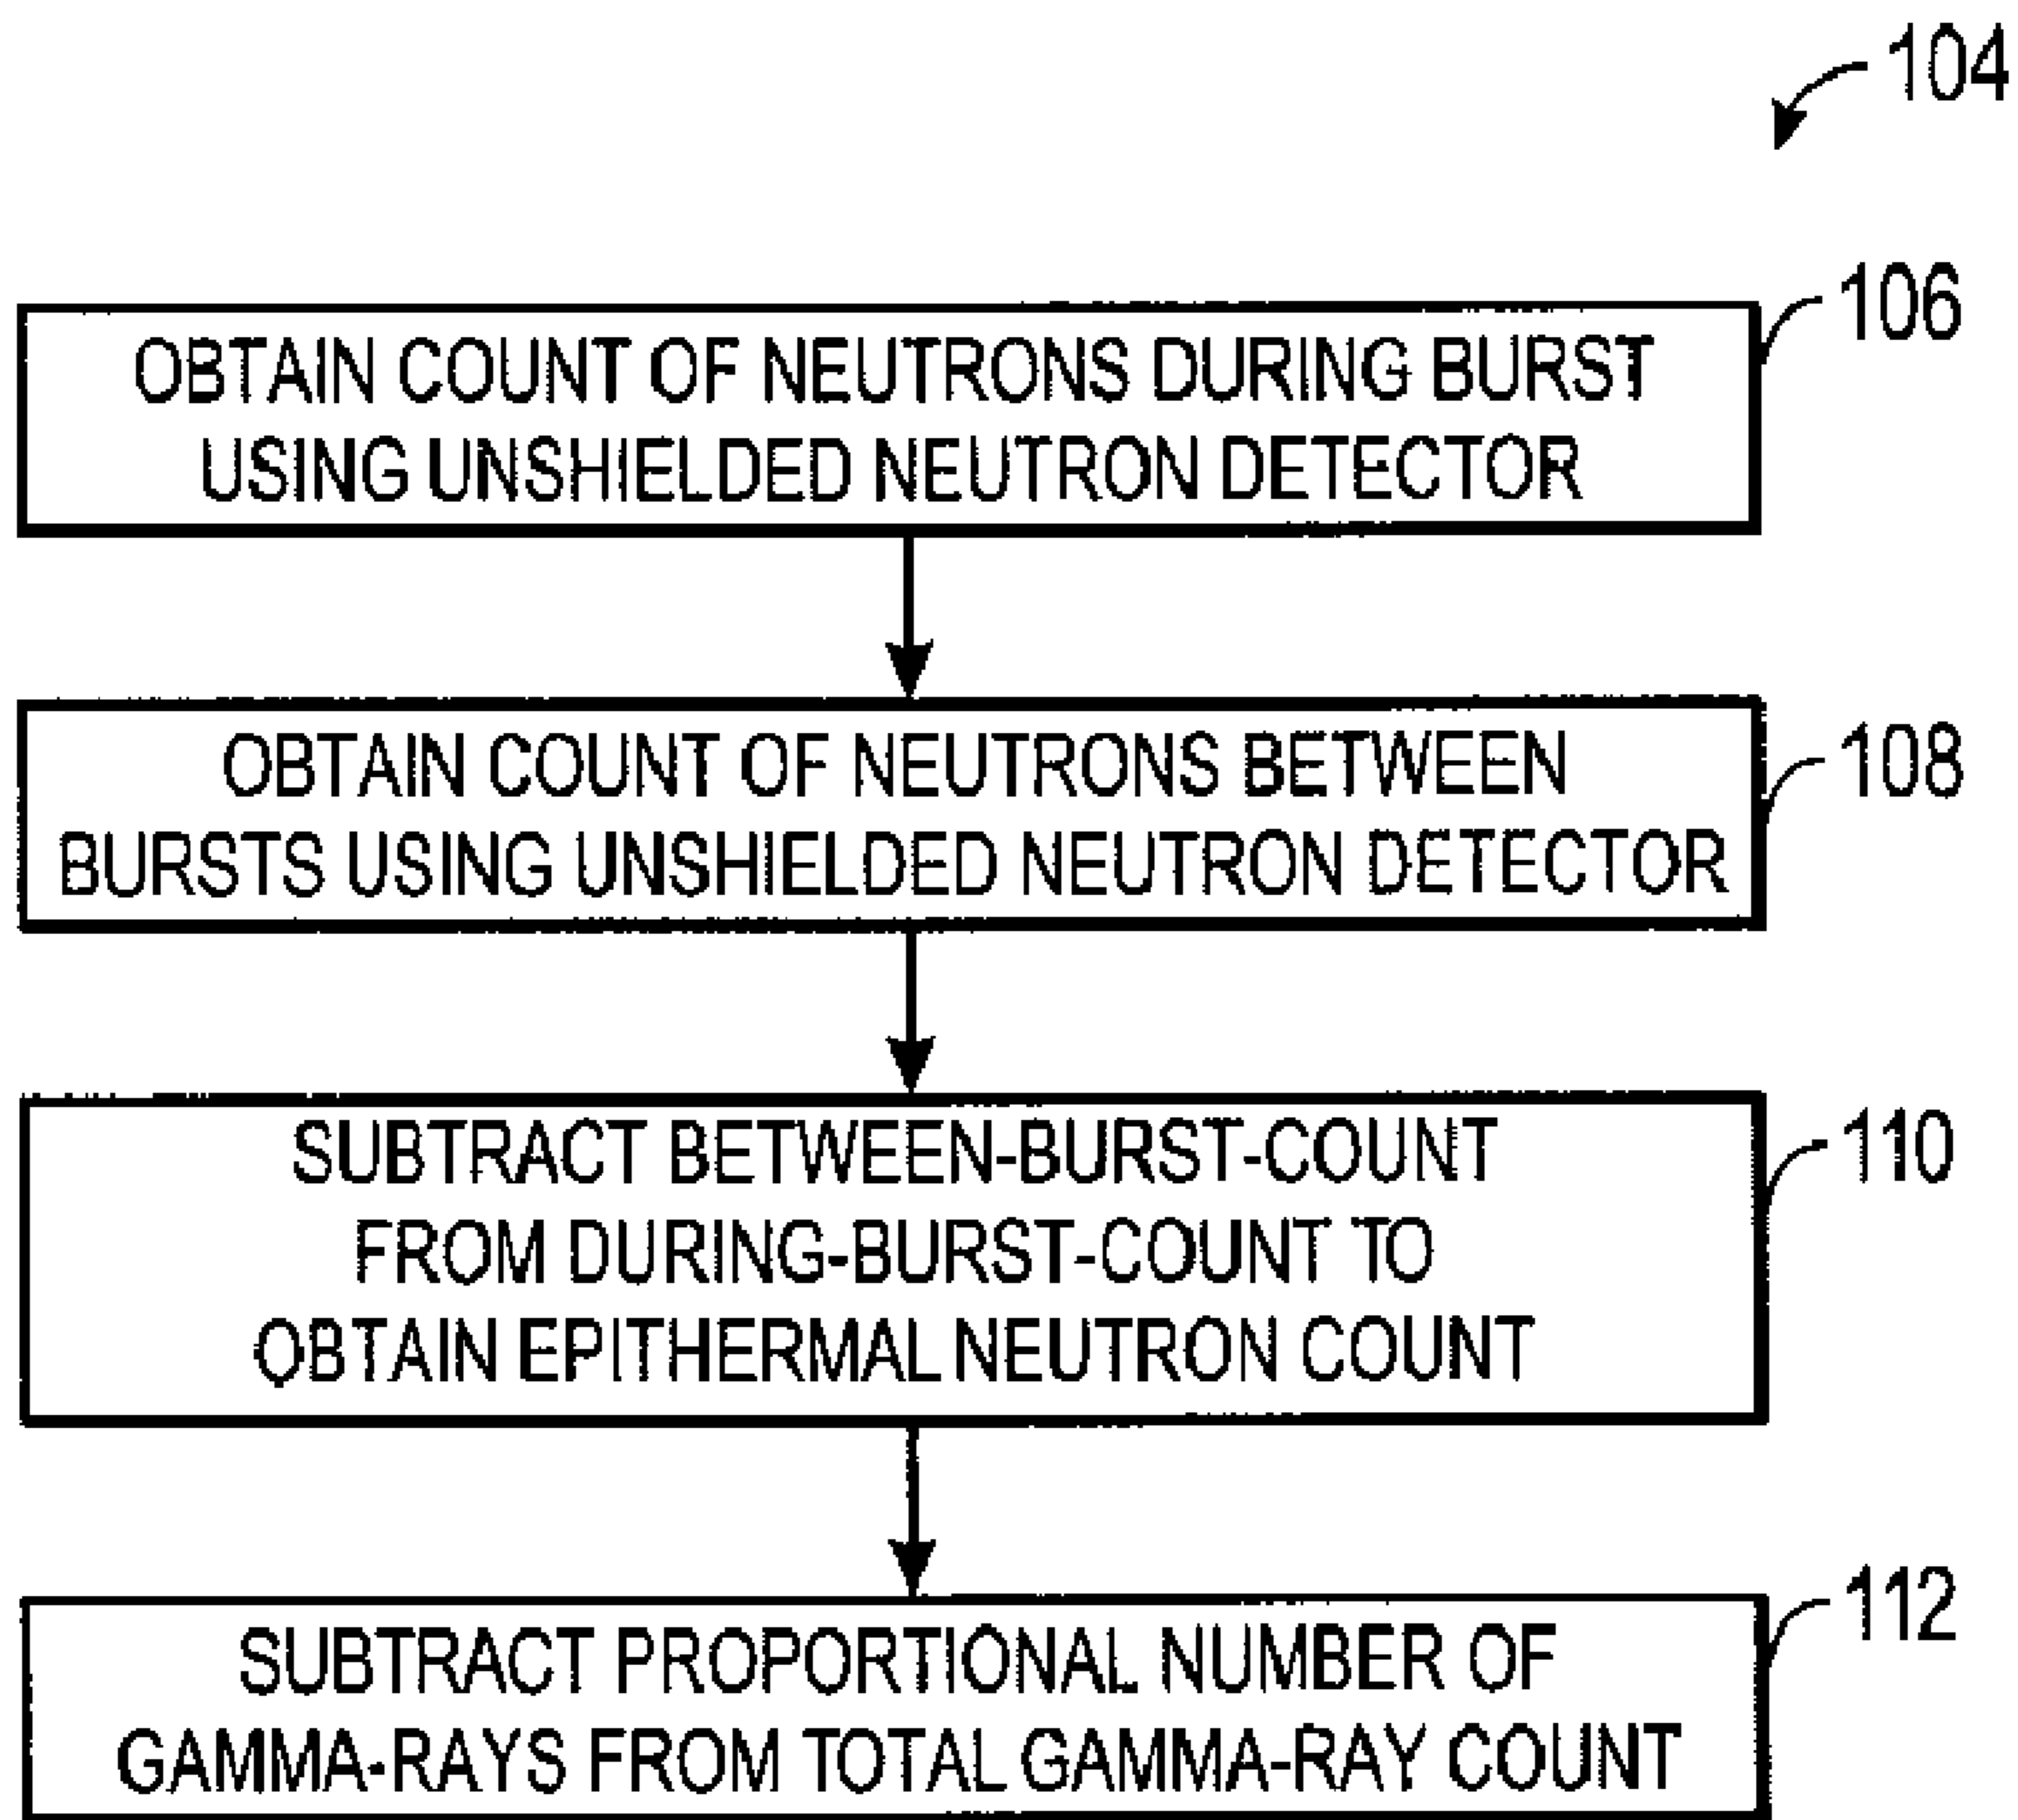 104
106
OBTAIN COUNT OF NEUTRONS DURING BURST
USING UNSHIELDED NEUTRON DETECTOR
108
OBTAIN COUNT OF NEUTRONS BETWEEN
BURSTS USING UNSHIELDED NEUTRON DETECTOR
110
SUBTRACT BETWEEN-BURST-COUNT
FROM DURING-BURST-COUNT TO
OBTAIN EPITHERMAL NEUTRON COUNT
112
SUBTRACT PROPORTIONAL NUMBER OF
GAMMA-RAYS FROM TOTAL GAMMA-RAY COUNT